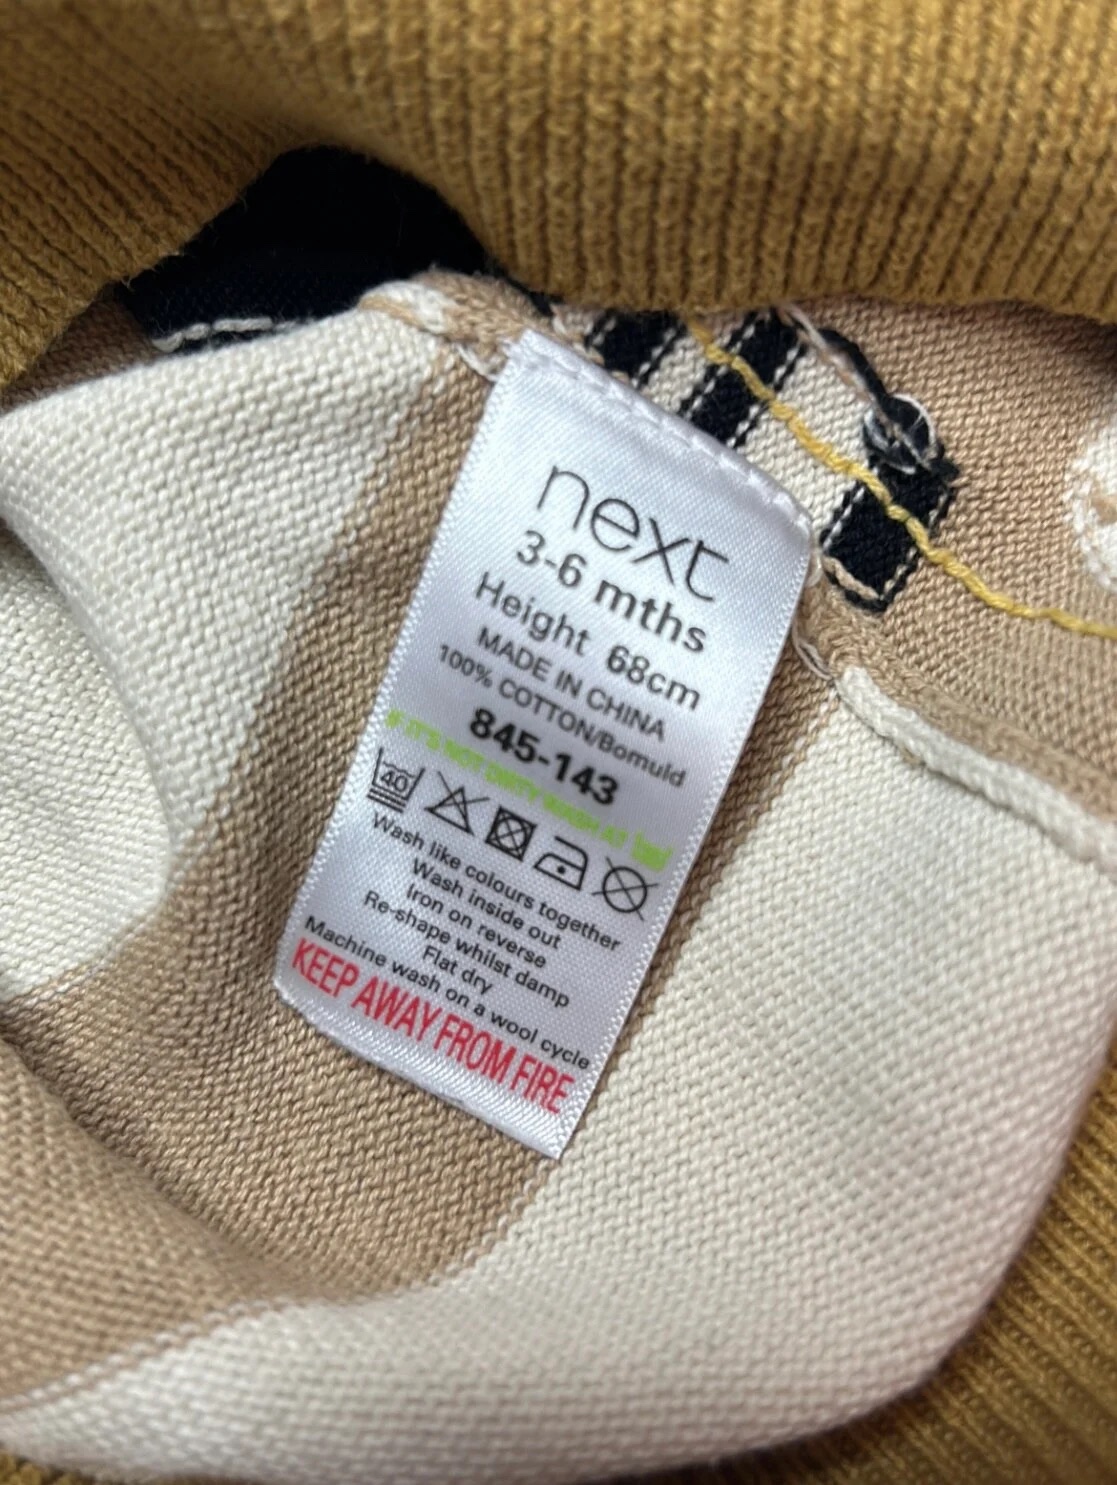 next
3-6 mths
Height 68cm
MADE IN CHINA
100% COTTON/Bomuld
845-143
IF IT'S NOT DIRTY WASH AT
40
Wash like colours together
Wash inside out
Iron on reverse
Re-shape whilst damp
Flat dry
Machine wash on a wool cycle
KEEP AWAY FROM FIRE